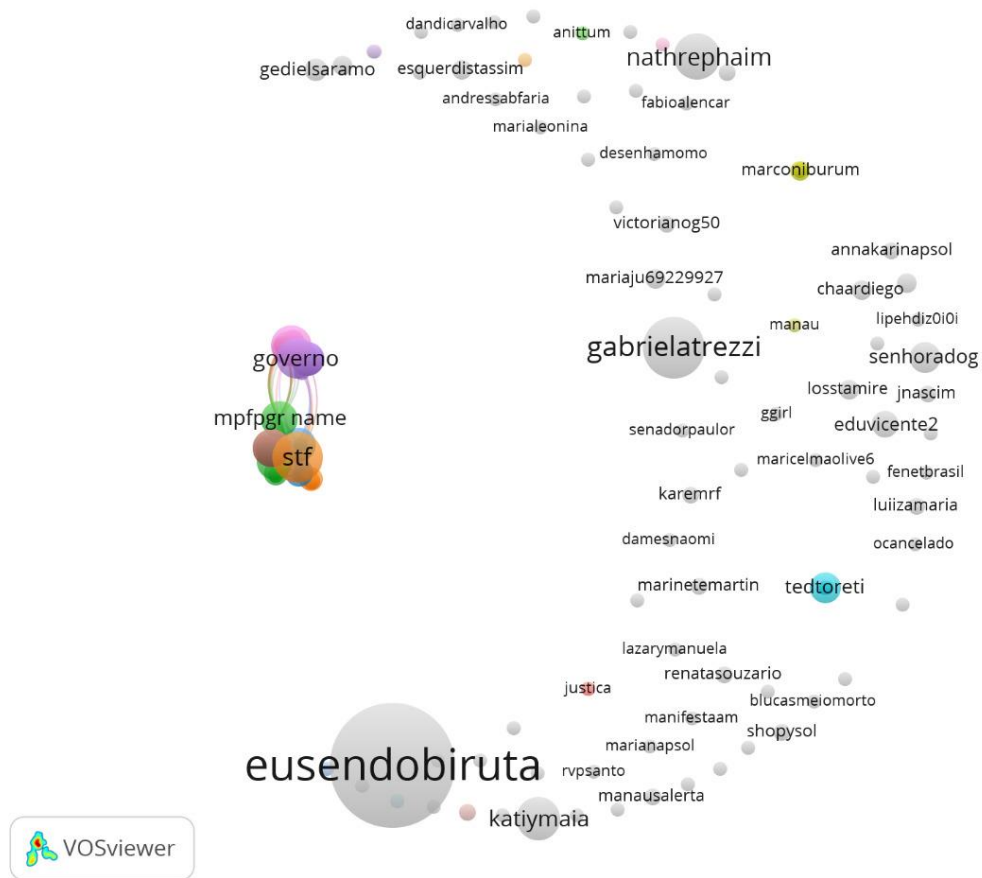 dandicarvalho
anittum
nathrephaim
gedielsaramo
esquerdistassim
andressabfaria
fabioalencar
marialeonina
desenhamomo
marconiburum
victorianog50
annakarinapsol
mariaju69229927
chaardiego
manau
lipehdiz0i0i
governo
gabrielatrezzi
senhoradog
losstamire
jnascim
mpfpgr name
ggirl
eduvicente2
senadorpaulor
stf
maricelmaolive6
fenetbrasil
karemrf
luiizamaria
damesnaomi
ocancelado
marinetemartin
tedtoreti
lazarymanuela
renatasouzario
justica
blucasmeiomorto
manifestaam
shopysol
marianapsol
eusendobiruta
rvpsanto
manausalerta
katiymaia
VOSviewer